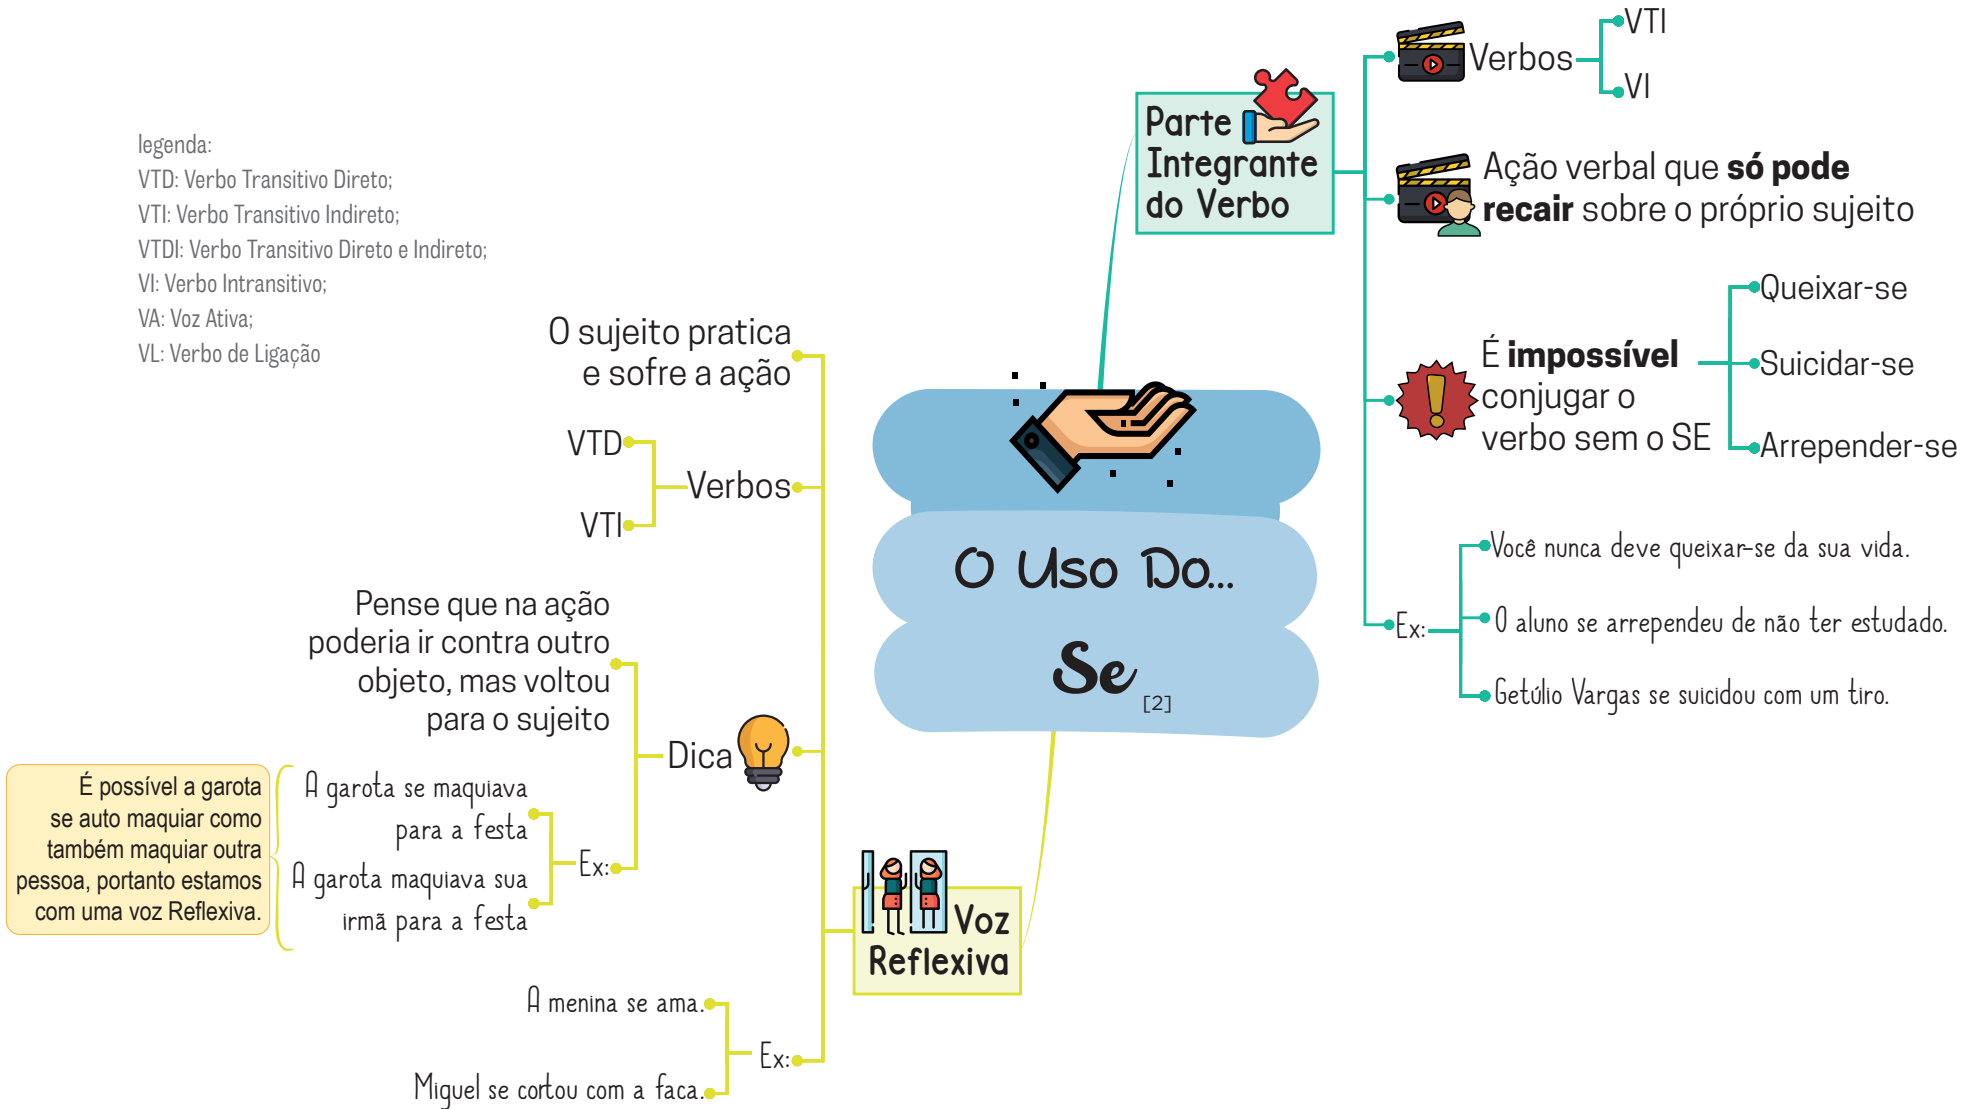 legenda:
VTD: Verbo Transitivo Direto;
VTI: Verbo Transitivo Indireto;
VTDI: Verbo Transitivo Direto e Indireto;
VI: Verbo Intransitivo;
VA: Voz Ativa;
VL: Verbo de Ligação
O Uso Do...
Se
[2]
Parte
Integrante
do Verbo
Verbos
VTI
VI
Ação verbal que só pode
recair sobre o próprio sujeito
É impossível
conjugar o
verbo sem o SE
Queixar-se
Suicidar-se
Arrepender-se
Ex:
Você nunca deve queixar-se da sua vida.
O aluno se arrependeu de não ter estudado.
Getúlio Vargas se suicidou com um tiro.
Voz
Reflexiva
O sujeito pratica
e sofre a ação
Verbos
VTD
VTI
Dica
Pense que na ação
poderia ir contra outro
objeto, mas voltou
para o sujeito
Ex:
A garota se maquiava
para a festa
A garota maquiava sua
irmã para a festa
É possível a garota
se auto maquiar como
também maquiar outra
pessoa, portanto estamos
com uma voz Reflexiva.
Ex:
A menina se ama.
Miguel se cortou com a faca.